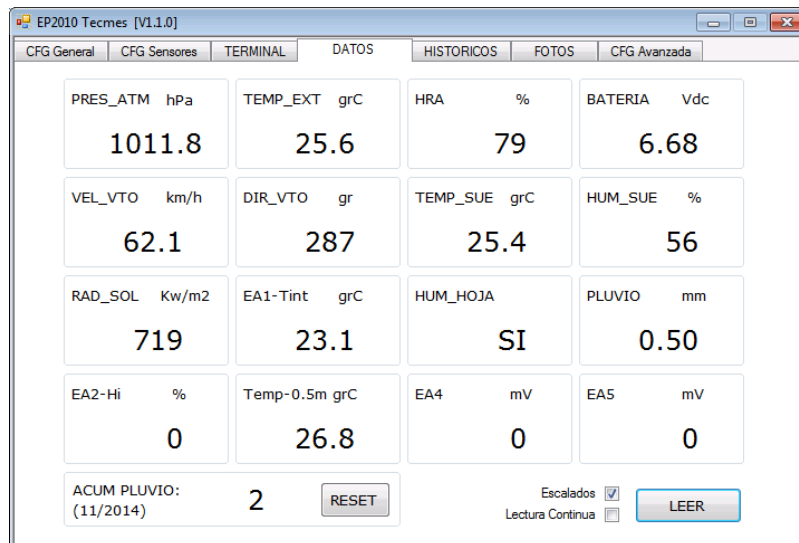 EP2010 Tecmes [V1.1.0]
CFG General CFG Sensores TERMINAL DATOS HISTORICOS FOTOS CFG Avanzada
PRES_ATM hPa TEMP_EXT grC HRA % BATERIA Vdc
1011.8 25.6 79 6.68
VEL_VTO km/h DIR_VTO gr TEMP_SUE grC HUM_SUE %
62.1 287 25.4 56
RAD_SOL Kw/m2 EA1-Tint grC HUM_HOJA PLUVIO mm
719 23.1 SI 0.50
EA2-Hi % Temp-0.5m grC EA4 mV EA5 mV
0 26.8 0 0
ACUM PLUVIO:
(11/2014) 2 RESET
Escalados
Lectura Continua
LEER